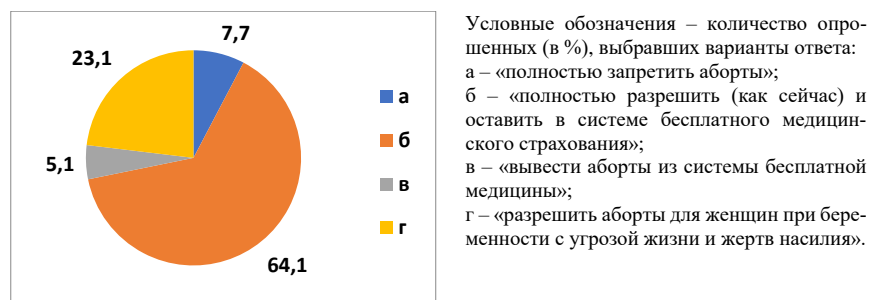 7,7
23,1
5,1
64,1
а
б
в
г
Условные обозначения – количество опро-
шенных (в %), выбравших варианты ответа:
а – «полностью запретить аборты»;
б – «полностью разрешить (как сейчас) и
оставить в системе бесплатного медицин-
ского страхования»;
в – «вывести аборты из системы бесплатной
медицины»;
г – «разрешить аборты для женщин при бере-
менности с угрозой жизни и жертв насилия».